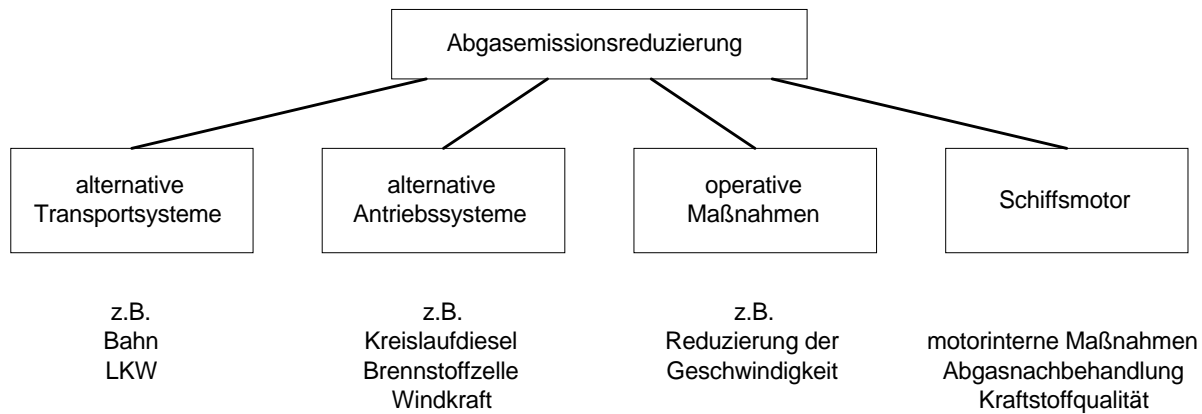 Abgasemissionsreduzierung
alternative
Transportsysteme
alternative
Antriebssysteme
operative
Maßnahmen
Schiffsmotor
z.B.
Bahn
LKW
z.B.
Kreislaufdiesel
Brennstoffzelle
Windkraft
z.B.
Reduzierung der
Geschwindigkeit
motorinterne Maßnahmen
Abgasnachbehandlung
Kraftstoffqualität